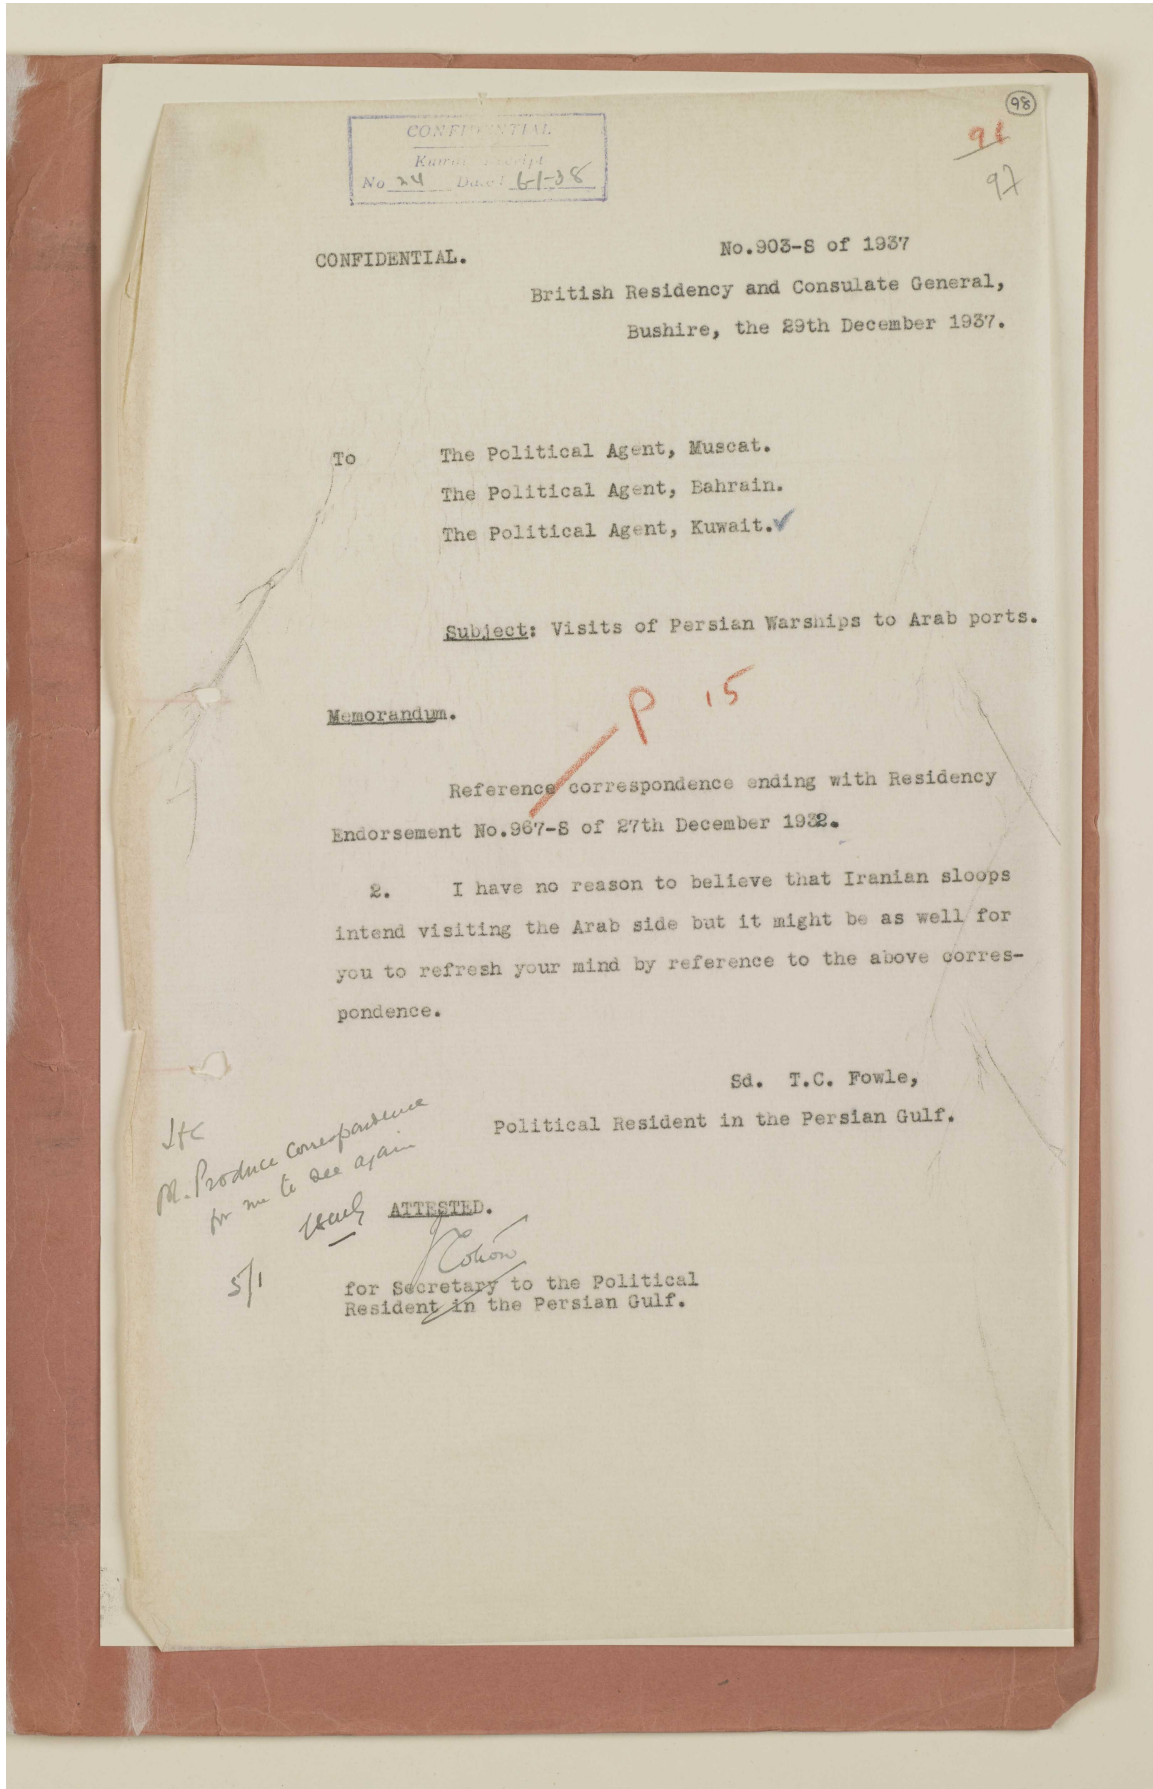 98
91
97
CONFIDENTIAL
Kuwait Receipt
No 24 Dated 6-1-38
CONFIDENTIAL.
No.903-S of 1937
British Residency and Consulate General,
Bushire, the 29th December 1937.
To The Political Agent, Muscat.
The Political Agent, Bahrain.
The Political Agent, Kuwait.✓
Subject: Visits of Persian Warships to Arab ports.
P 15
Memorandum.
Reference correspondence ending with Residency
Endorsement No.967-S of 27th December 1932.
2. I have no reason to believe that Iranian sloops
intend visiting the Arab side but it might be as well for
you to refresh your mind by reference to the above corres-
pondence.
Sd. T.C. Fowle,
Political Resident in the Persian Gulf.
Pl. Produce correspondence
for me to see again
5/1
ATTESTED.
for Secretary to the Political
Resident in the Persian Gulf.